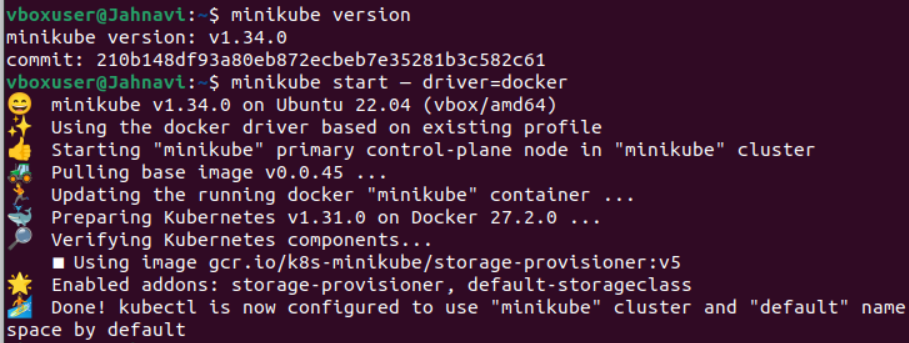 vboxuser@Jahnavi:~$ minikube version
minikube version: v1.34.0
commit: 210b148df93a80eb872ecbeb7e35281b3c582c61
vboxuser@Jahnavi:~$ minikube start — driver=docker
😄 minikube v1.34.0 on Ubuntu 22.04 (vbox/amd64)
✨ Using the docker driver based on existing profile
👍 Starting "minikube" primary control-plane node in "minikube" cluster
🚜 Pulling base image v0.0.45 ...
🏃 Updating the running docker "minikube" container ...
🐳 Preparing Kubernetes v1.31.0 on Docker 27.2.0 ...
🔎 Verifying Kubernetes components...
■ Using image gcr.io/k8s-minikube/storage-provisioner:v5
🌟 Enabled addons: storage-provisioner, default-storageclass
🏄 Done! kubectl is now configured to use "minikube" cluster and "default" name
space by default